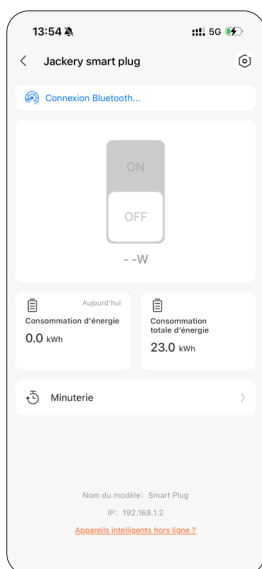 13:54
5G
Jackery smart plug
Connexion Bluetooth...
ON
OFF
- -W
Aujourd'hui
Consommation d'énergie
0.0 kWh
Consommation
totale d'énergie
23.0 kWh
Minuterie
Nom du modèle: Smart Plug
IP: 192.168.1.2
Appareils intelligents hors ligne ?